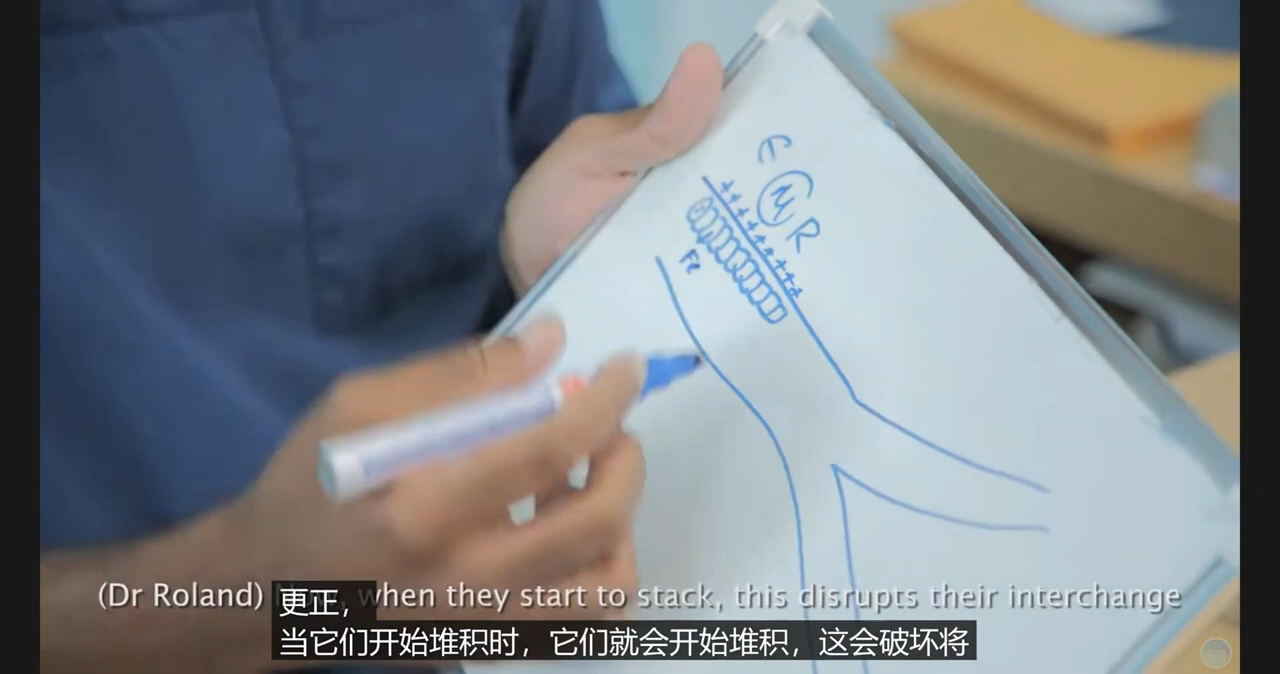 E
M
R
+ + + + + + + + +
Fe
(Dr Roland) when they start to stack, this disrupts their interchange
更正，
当它们开始堆积时，它们就会开始堆积，这会破坏将